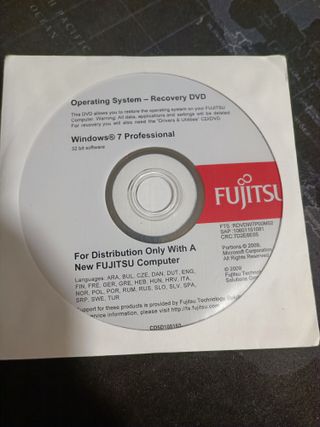 OCEAN
Operating System – Recovery DVD
This DVD allows you to restore the operating system on your FUJITSU
Computer. Warning: All data, applications and settings will be deleted
For recovery you will also need the "Drivers & Utilities" CD/DVD.
Windows® 7 Professional
32 bit software
FUJITSU
For Distribution Only With A
New FUJITSU Computer
Languages: ARA, BUL, CZE, DAN, DUT, ENG,
FIN, FRE, GER, GRE, HEB, HUN, HRV, ITA,
NOR, POL, POR, RUM, RUS, SLO, SLV, SPA,
SRP, SWE, TUR
Support for these products is provided by Fujitsu Technology
information, please visit http://ts.fujitsu.com
Portions © 2009,
Microsoft Corporation
All Rights Reserved.
© 2009
Fujitsu Technology
Solutions